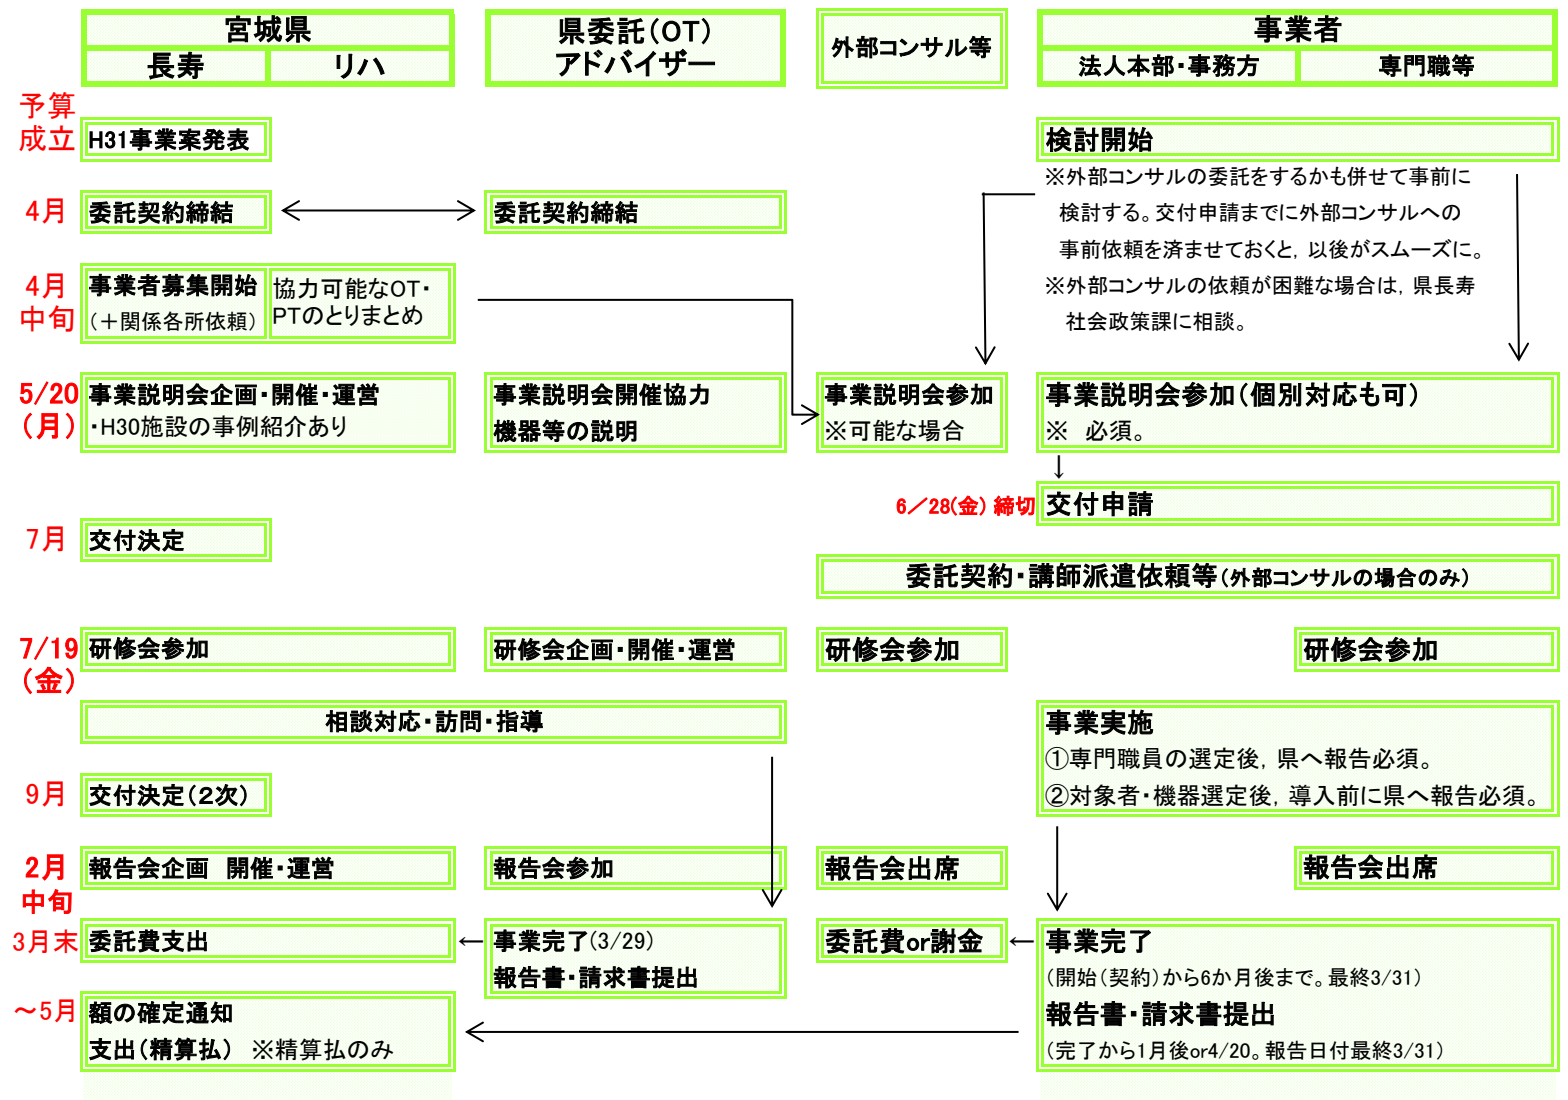 宮城県
長寿
リハ
県委託（OT）
アドバイザー
外部コンサル等
事業者
法人本部・事務方
専門職等
予算
成立
H31事業案発表
検討開始
※外部コンサルの委託をするかも併せて事前に
検討する。交付申請までに外部コンサルへの
事前依頼を済ませておくと，以後がスムーズに。
※外部コンサルの依頼が困難な場合は，県長寿
社会政策課に相談。
4月
委託契約締結
委託契約締結
4月
中旬
事業者募集開始
（＋関係各所依頼）
協力可能なOT・
PTのとりまとめ
5/20
（月）
事業説明会企画・開催・運営
・H30施設の事例紹介あり
事業説明会開催協力
機器等の説明
事業説明会参加
※可能な場合
事業説明会参加（個別対応も可）
※　必須。
6／28(金) 締切
交付申請
7月
交付決定
委託契約・講師派遣依頼等（外部コンサルの場合のみ）
7/19
（金）
研修会参加
研修会企画・開催・運営
研修会参加
研修会参加
相談対応・訪問・指導
事業実施
①専門職員の選定後，県へ報告必須。
②対象者・機器選定後，導入前に県へ報告必須。
9月
交付決定（２次）
2月
中旬
報告会企画　開催・運営
報告会参加
報告会出席
報告会出席
3月末
委託費支出
事業完了(3/29)
報告書・請求書提出
委託費or謝金
事業完了
（開始（契約）から6か月後まで。最終3/31）
報告書・請求書提出
（完了から1月後or4/20。報告日付最終3/31）
～5月
額の確定通知
支出（精算払）　※精算払のみ